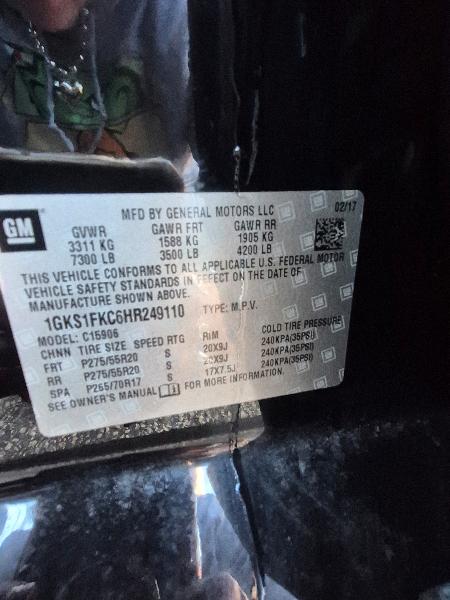 GM
MFD BY GENERAL MOTORS LLC 02/17
GVWR GAWR FRT GAWR RR
3311 KG 1588 KG 1905 KG
7300 LB 3500 LB 4200 LB
THIS VEHICLE CONFORMS TO ALL APPLICABLE U.S. FEDERAL MOTOR
VEHICLE SAFETY STANDARDS IN EFFECT ON THE DATE OF
MANUFACTURE SHOWN ABOVE.
1GKS1FKC6HR249110 TYPE: M.P.V.
MODEL: C15906
CHNN TIRE SIZE SPEED RTG RIM COLD TIRE PRESSURE
FRT P275/55R20 S 20X9J 240KPA(35PSI)
RR P275/55R20 S 20X9J 240KPA(35PSI)
SPA P265/70R17 S 17X7.5J 240KPA(35PSI)
SEE OWNER'S MANUAL FOR MORE INFORMATION.